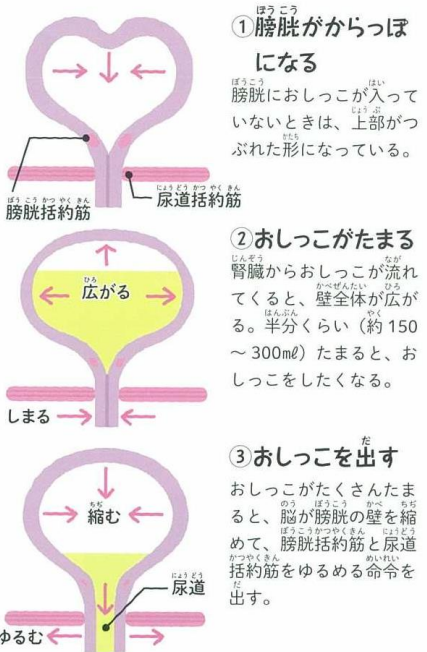 ①膀胱がからっぽ
になる
膀胱におしっこが入って
いないときは、上部がつ
ぶれた形になっている。
膀胱括約筋
尿道括約筋
②おしっこがたまる
腎臓からおしっこが流れ
てくると、壁全体が広が
る。半分くらい（約150
～300㎖）たまると、お
しっこをしたくなる。
広がる
しまる
③おしっこを出す
おしっこがたくさんたま
ると、脳が膀胱の壁を縮
めて、膀胱括約筋と尿道
括約筋をゆるめる命令を
出す。
縮む
尿道
ゆるむ